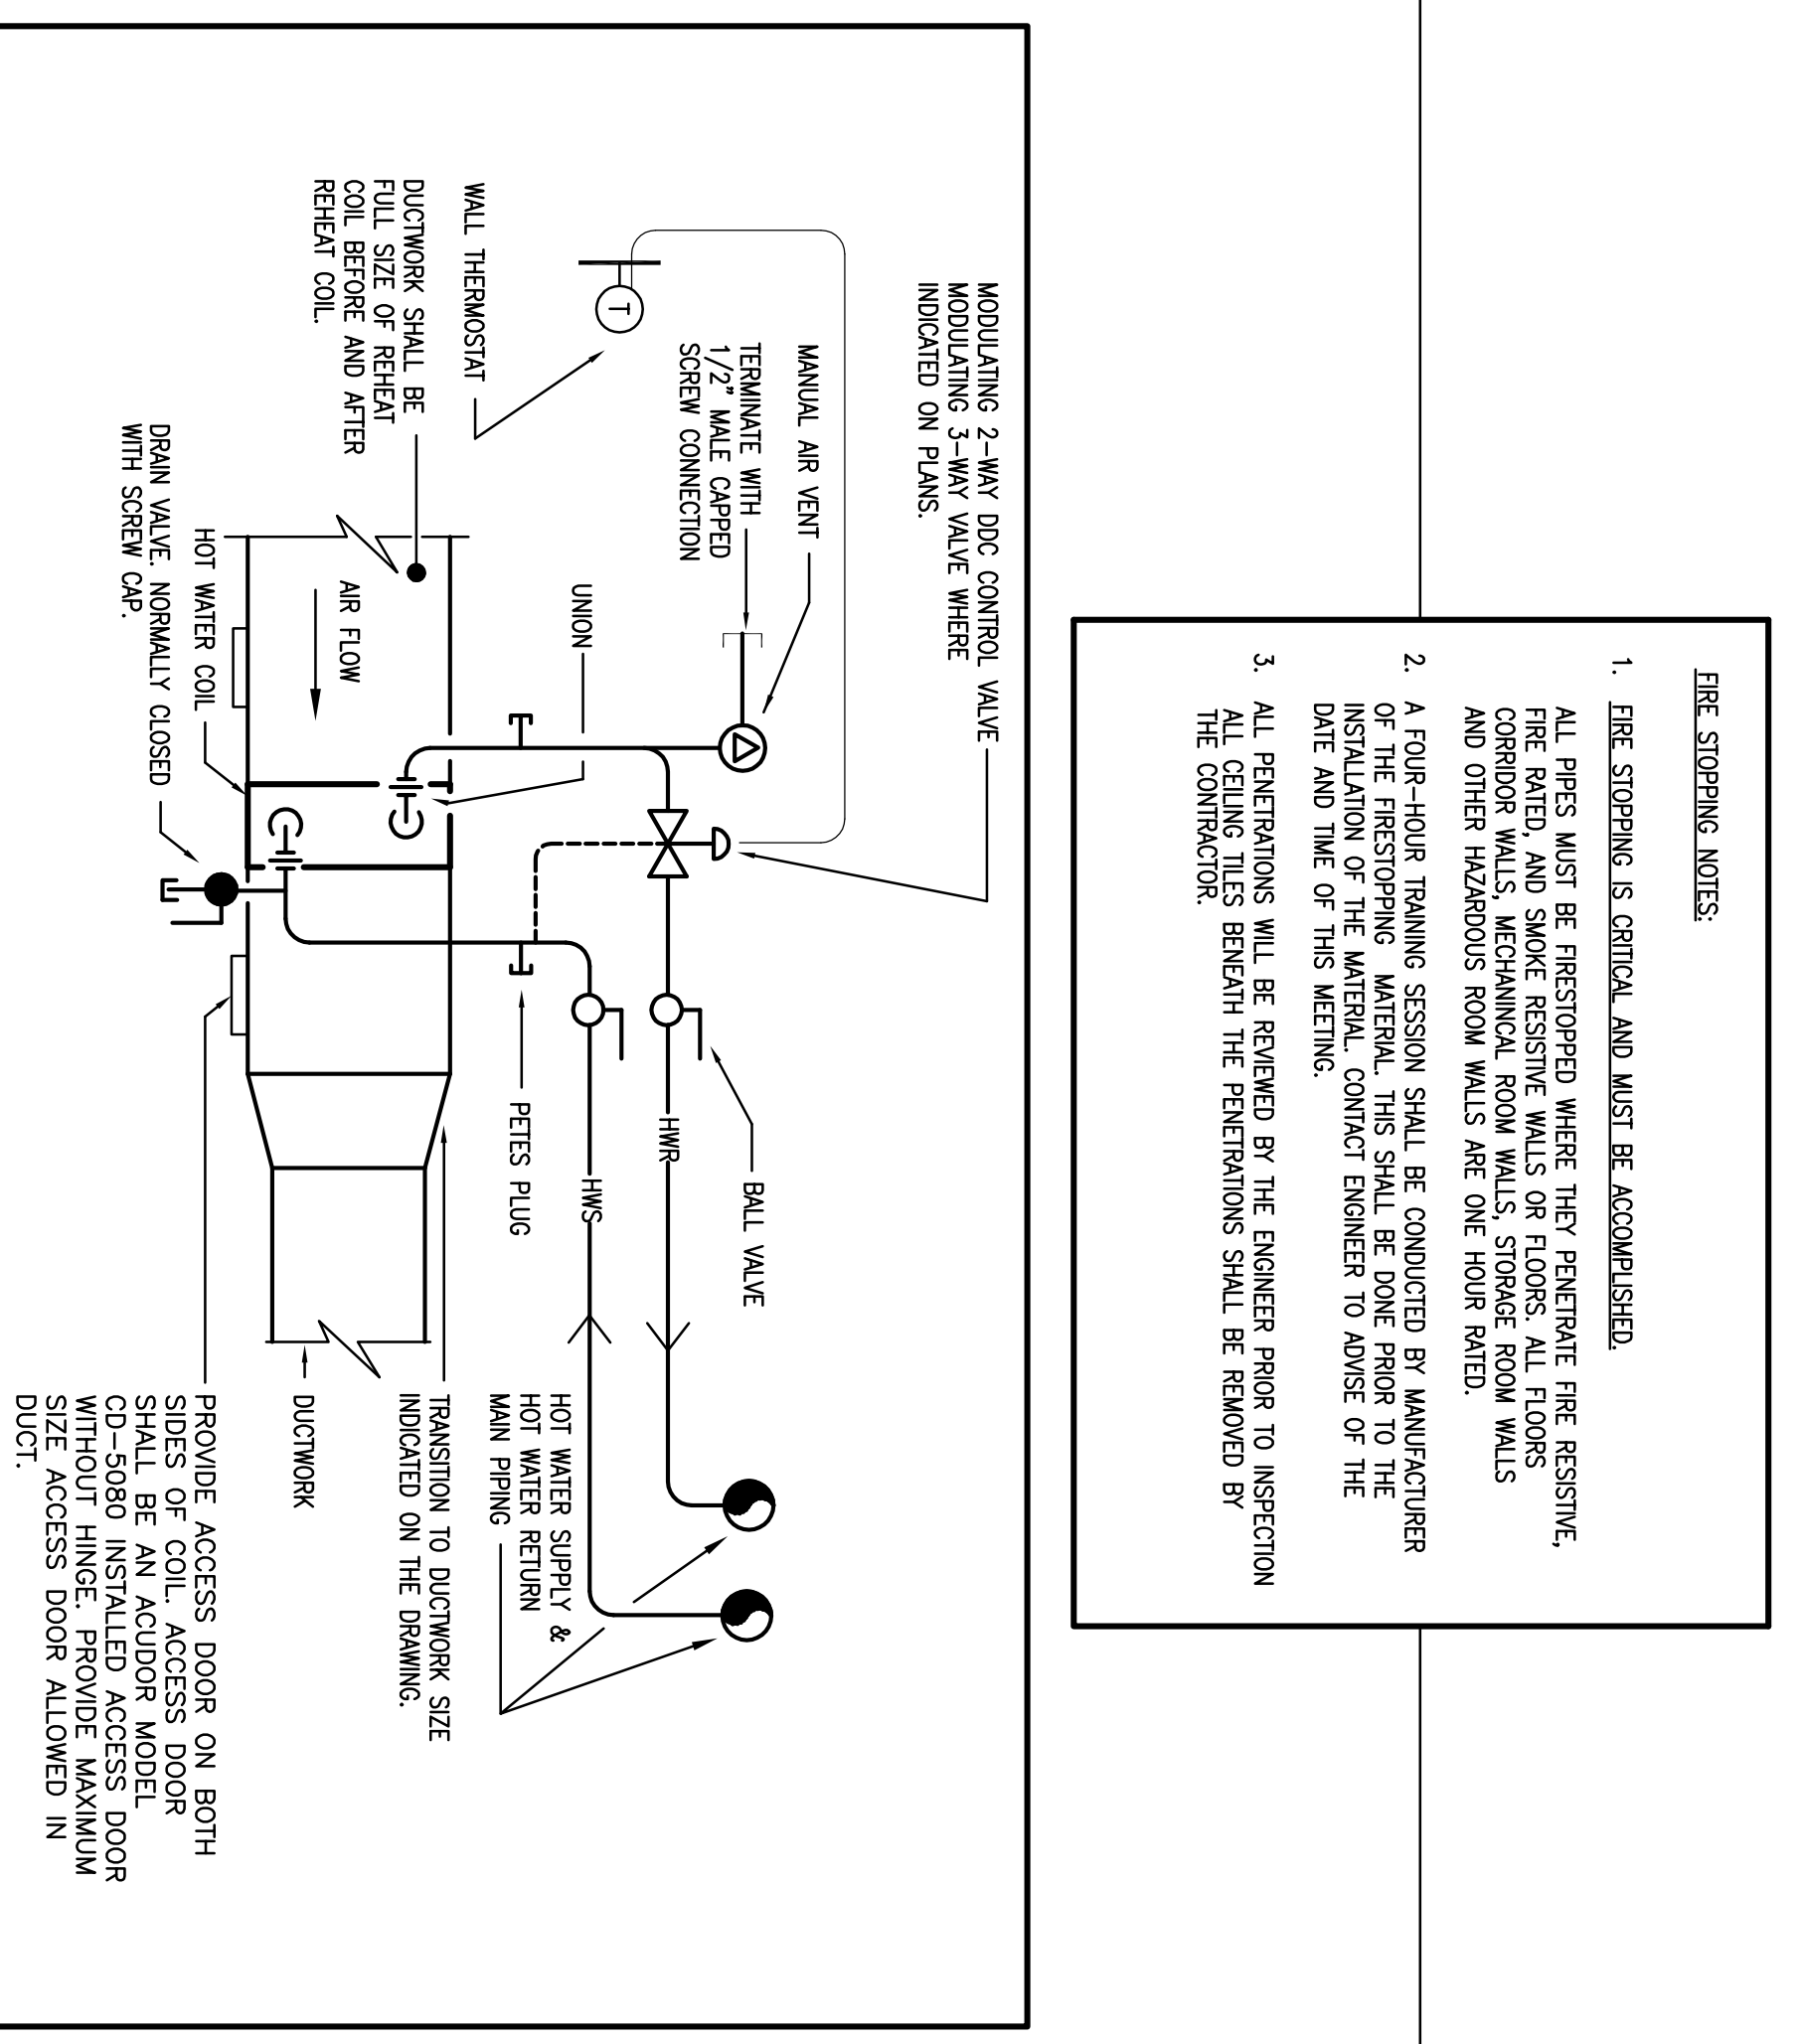 FIRE STOPPING NOTES:
1. FIRE STOPPING IS CRITICAL AND MUST BE ACCOMPLISHED.
ALL PIPES MUST BE FIRESTOPPED WHERE THEY PENETRATE FIRE RESISTIVE,
FIRE RATED, AND SMOKE RESISTIVE WALLS OR FLOORS. ALL FLOORS
CORRIDOR WALLS, MECHANINCAL ROOM WALLS, STORAGE ROOM WALLS
AND OTHER HAZARDOUS ROOM WALLS ARE ONE HOUR RATED.
2. A FOUR-HOUR TRAINING SESSION SHALL BE CONDUCTED BY MANUFACTURER
OF THE FIRESTOPPING MATERIAL. THIS SHALL BE DONE PRIOR TO THE
INSTALLATION OF THE MATERIAL. CONTACT ENGINEER TO ADVISE OF THE
DATE AND TIME OF THIS MEETING.
3. ALL PENETRATIONS WILL BE REVIEWED BY THE ENGINEER PRIOR TO INSPECTION
ALL CEILING TILES BENEATH THE PENETRATIONS SHALL BE REMOVED BY
THE CONTRACTOR.
MODULATING 2-WAY DDC CONTROL VALVE
MODULATING 3-WAY VALVE WHERE
INDICATED ON PLANS.
MANUAL AIR VENT
TERMINATE WITH
1/2" MALE CAPPED
SCREW CONNECTION
BALL VALVE
T
HWR
UNION
HWS
WALL THERMOSTAT
PETES PLUG
HOT WATER SUPPLY &
HOT WATER RETURN
MAIN PIPING
DUCTWORK SHALL BE
FULL SIZE OF REHEAT
COIL BEFORE AND AFTER
REHEAT COIL.
TRANSITION TO DUCTWORK SIZE
INDICATED ON THE DRAWING.
AIR FLOW
DUCTWORK
HOT WATER COIL
DRAIN VALVE. NORMALLY CLOSED
WITH SCREW CAP.
PROVIDE ACCESS DOOR ON BOTH
SIDES OF COIL. ACCESS DOOR
SHALL BE AN ACUDOR MODEL
CD-5080 INSTALLED ACCESS DOOR
WITHOUT HINGE. PROVIDE MAXIMUM
SIZE ACCESS DOOR ALLOWED IN
DUCT.